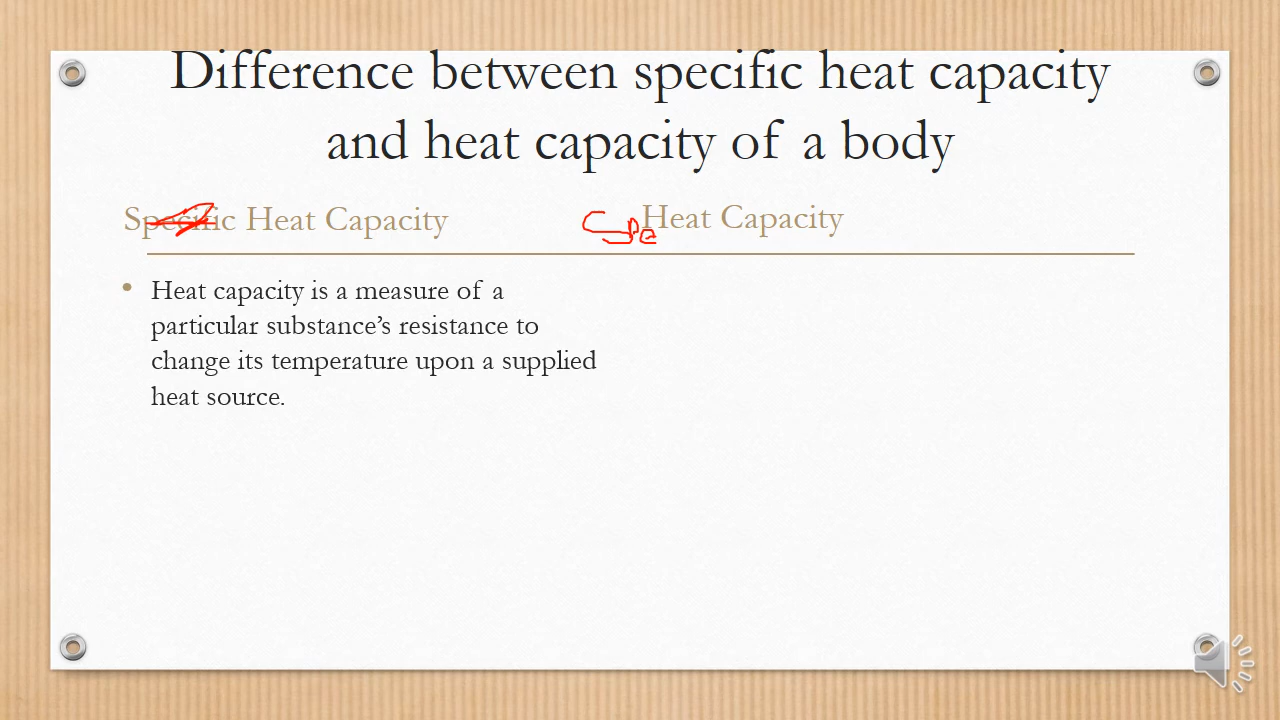 Difference between specific heat capacity
and heat capacity of a body
Specific Heat Capacity
Spe Heat Capacity
• Heat capacity is a measure of a
particular substance’s resistance to
change its temperature upon a supplied
heat source.